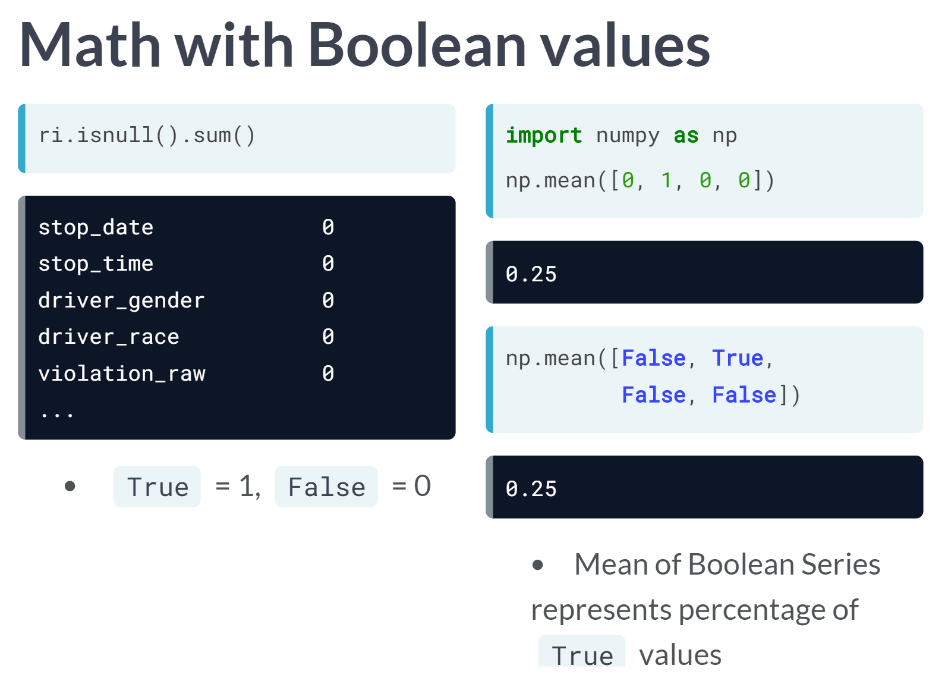 Math with Boolean values
ri.isnull().sum()
stop_date 0
stop_time 0
driver_gender 0
driver_race 0
violation_raw 0
...
• True = 1, False = 0
import numpy as np
np.mean([0, 1, 0, 0])
0.25
np.mean([False, True,
False, False])
0.25
• Mean of Boolean Series
represents percentage of
True values